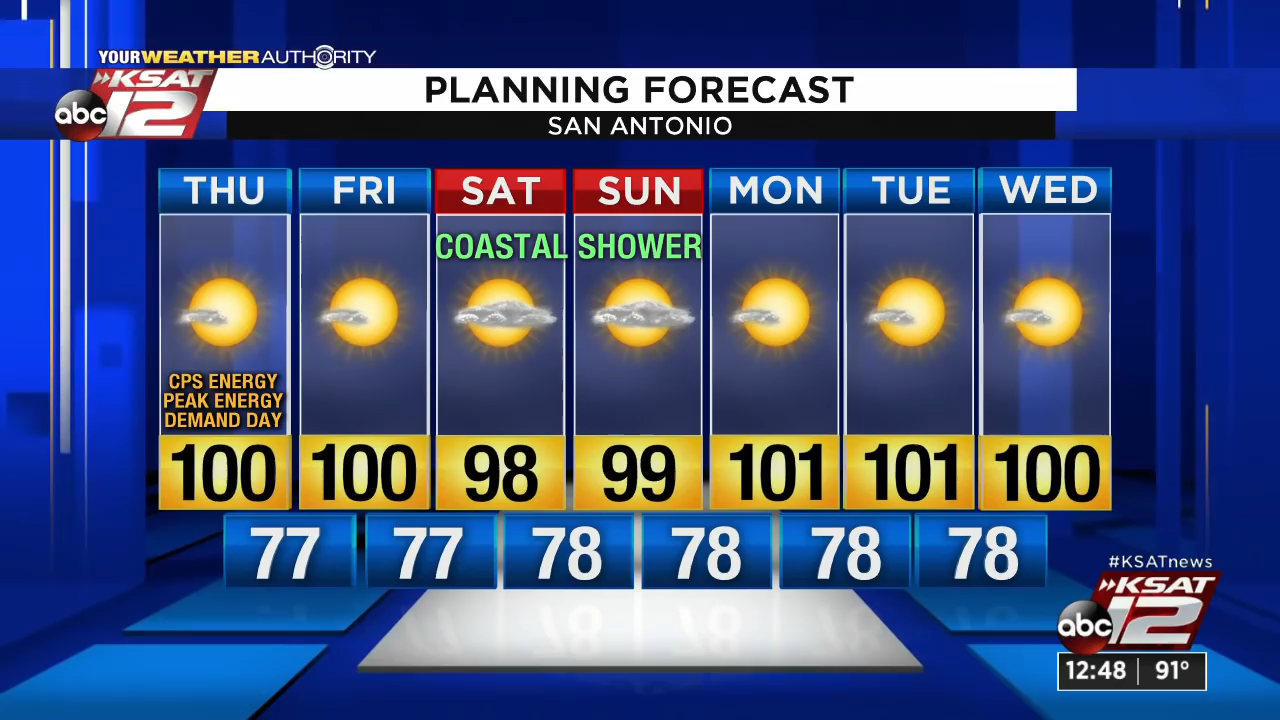 YOURWEATHERAUTHORITY
KSAT
abc 12
PLANNING FORECAST
SAN ANTONIO
THU FRI SAT SUN MON TUE WED
COASTAL SHOWER
CPS ENERGY
PEAK ENERGY
DEMAND DAY
100 100 98 99 101 101 100
77 77 78 78 78 78
#KSATnews
KSAT
abc 12
12:48 | 91°